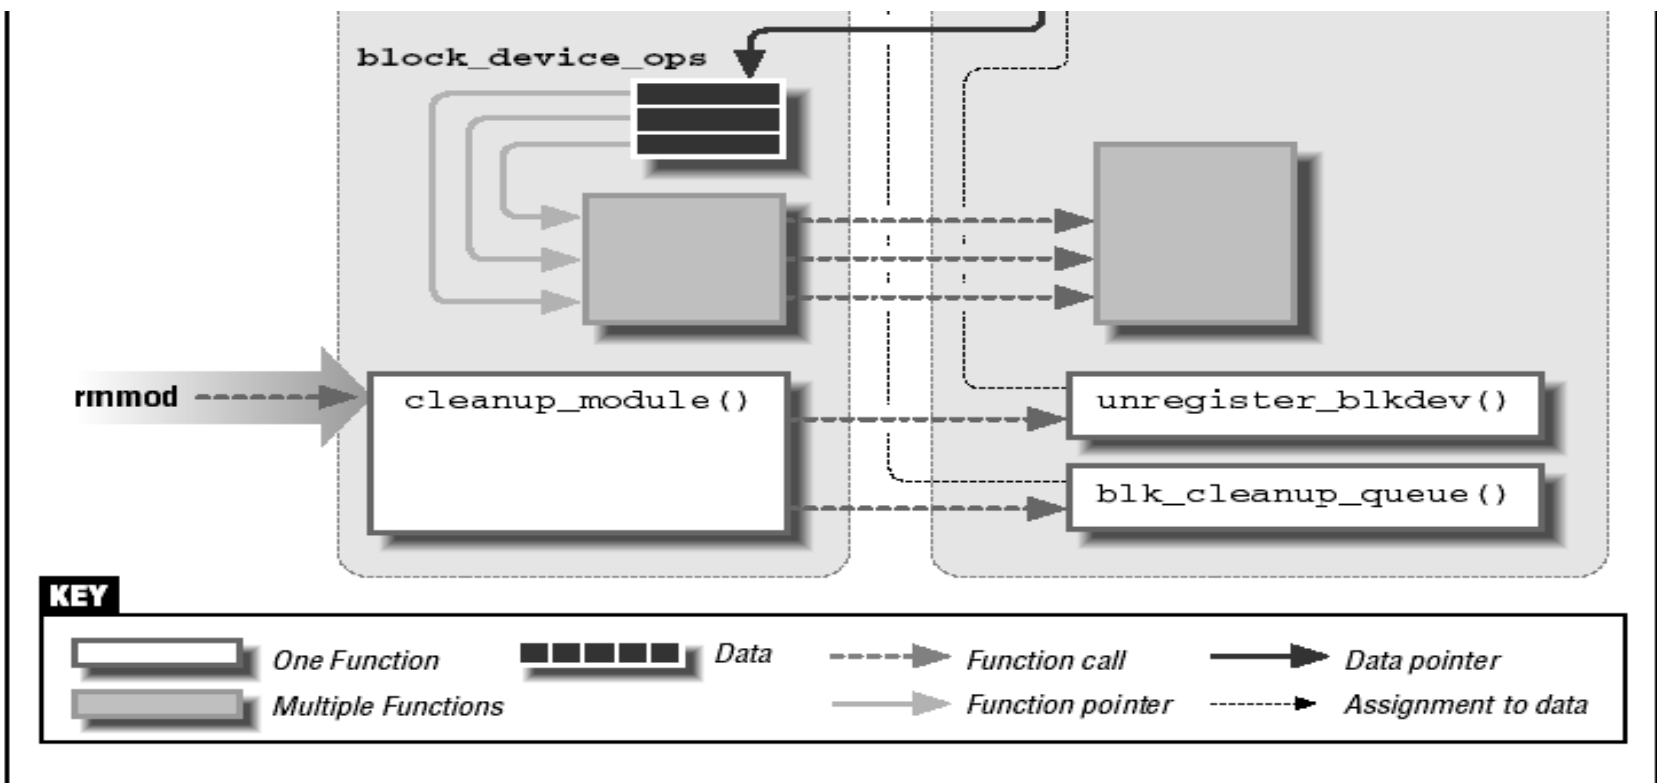 block_device_ops
rmmod
cleanup_module()
unregister_blkdev()
blk_cleanup_queue()
KEY
One Function
Data
Function call
Data pointer
Multiple Functions
Function pointer
Assignment to data